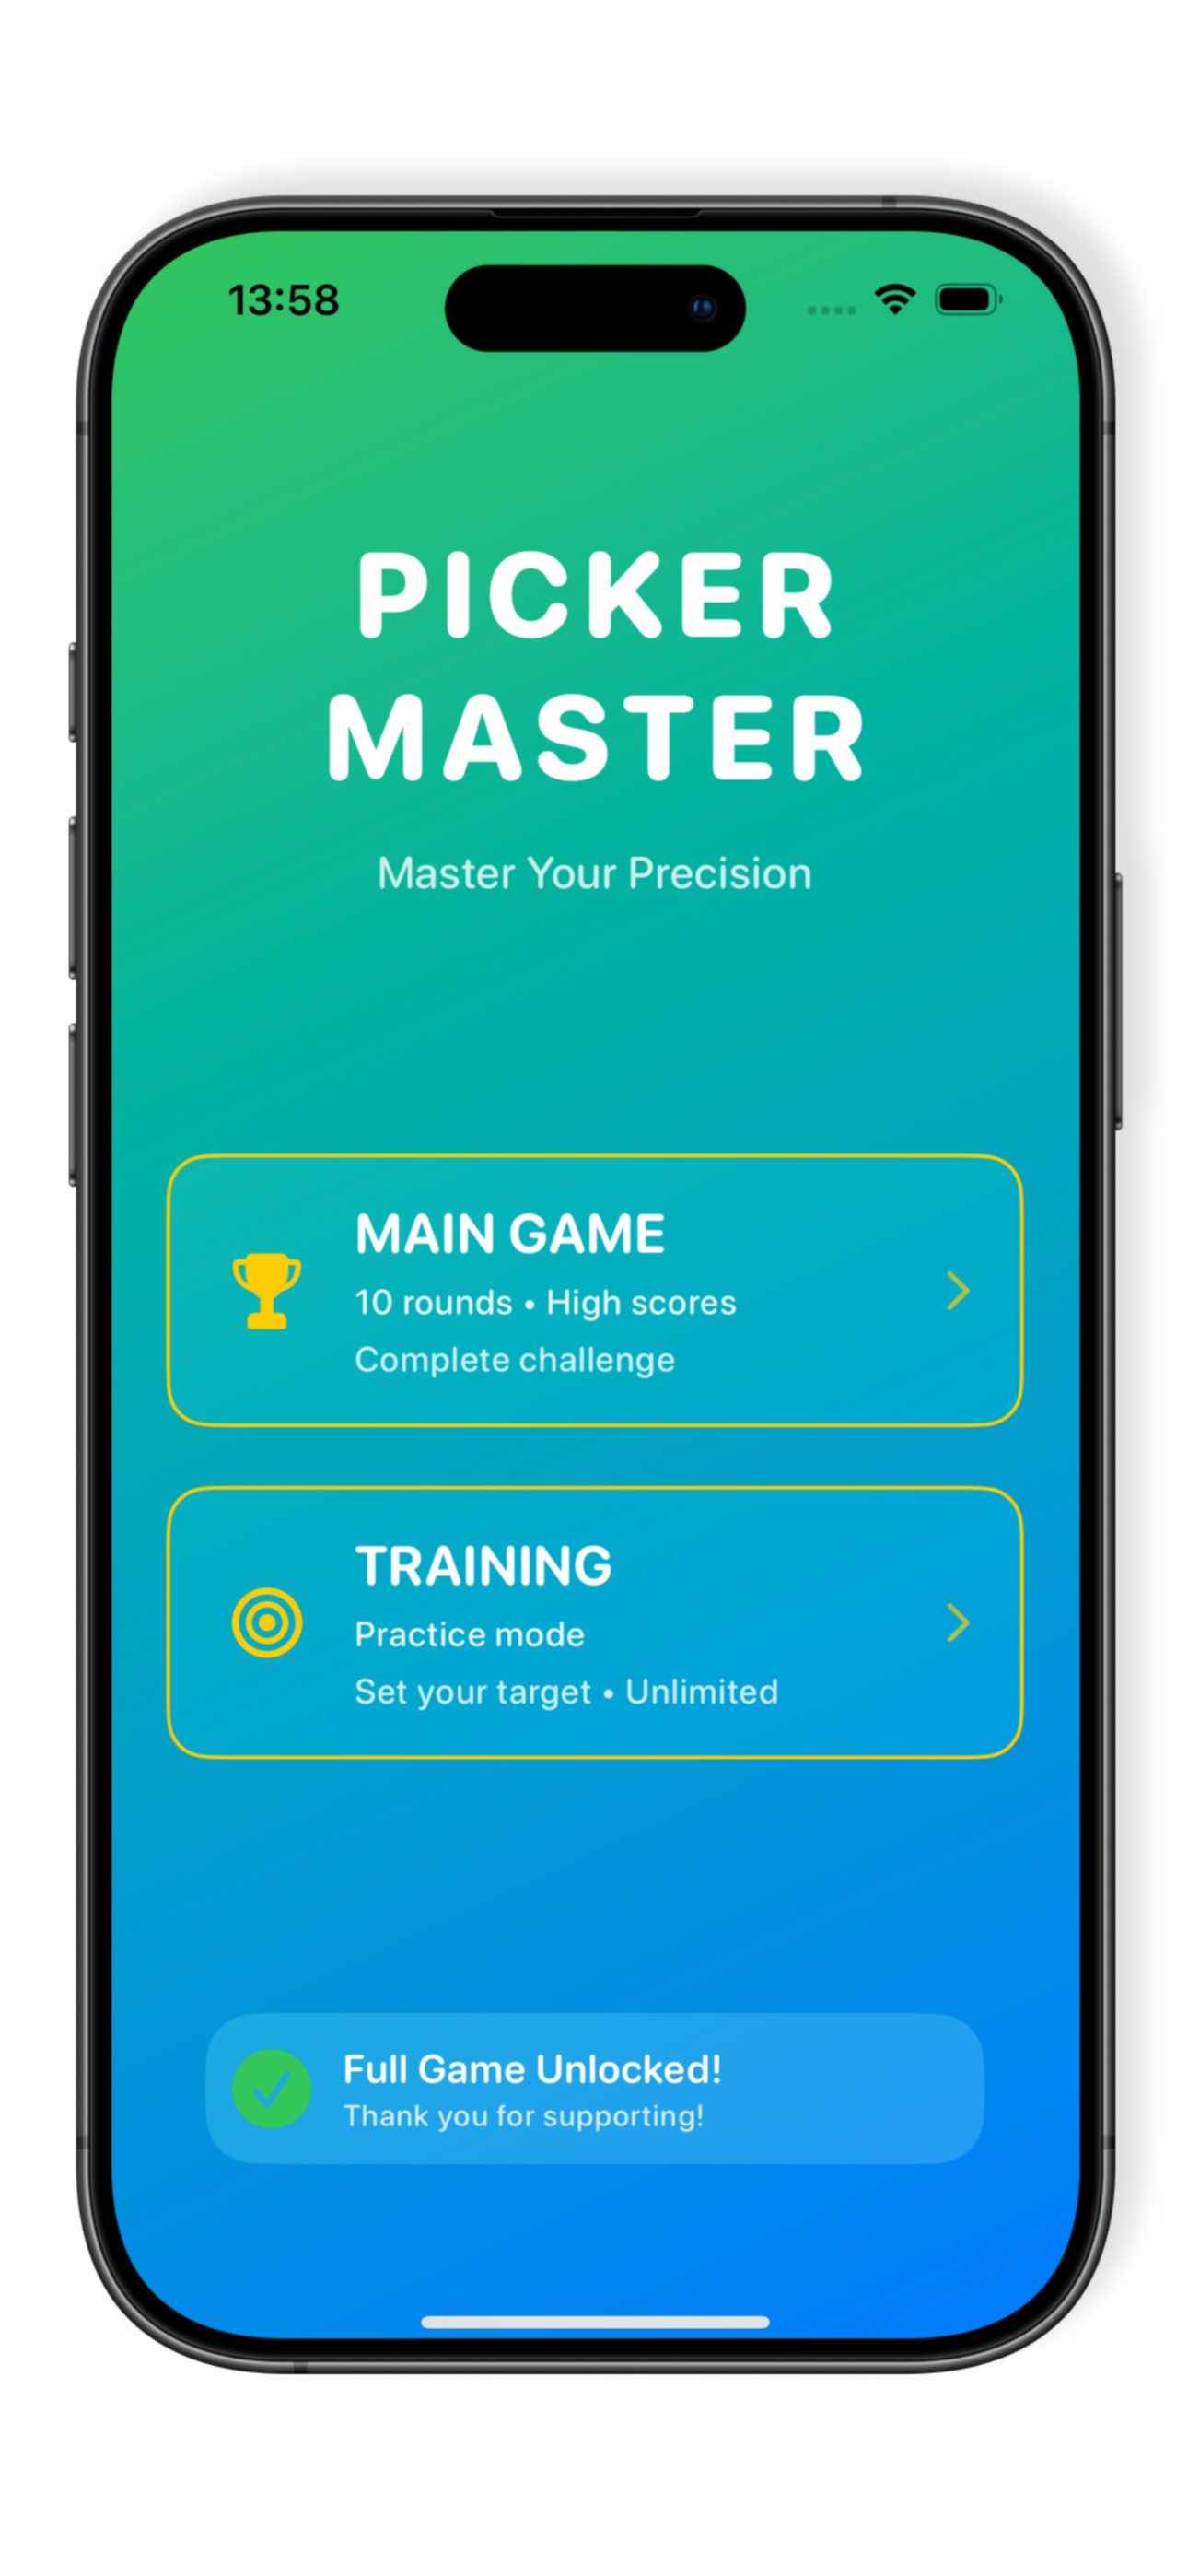 13:58
PICKER
MASTER
Master Your Precision
MAIN GAME
10 rounds • High scores
Complete challenge
TRAINING
Practice mode
Set your target • Unlimited
Full Game Unlocked!
Thank you for supporting!